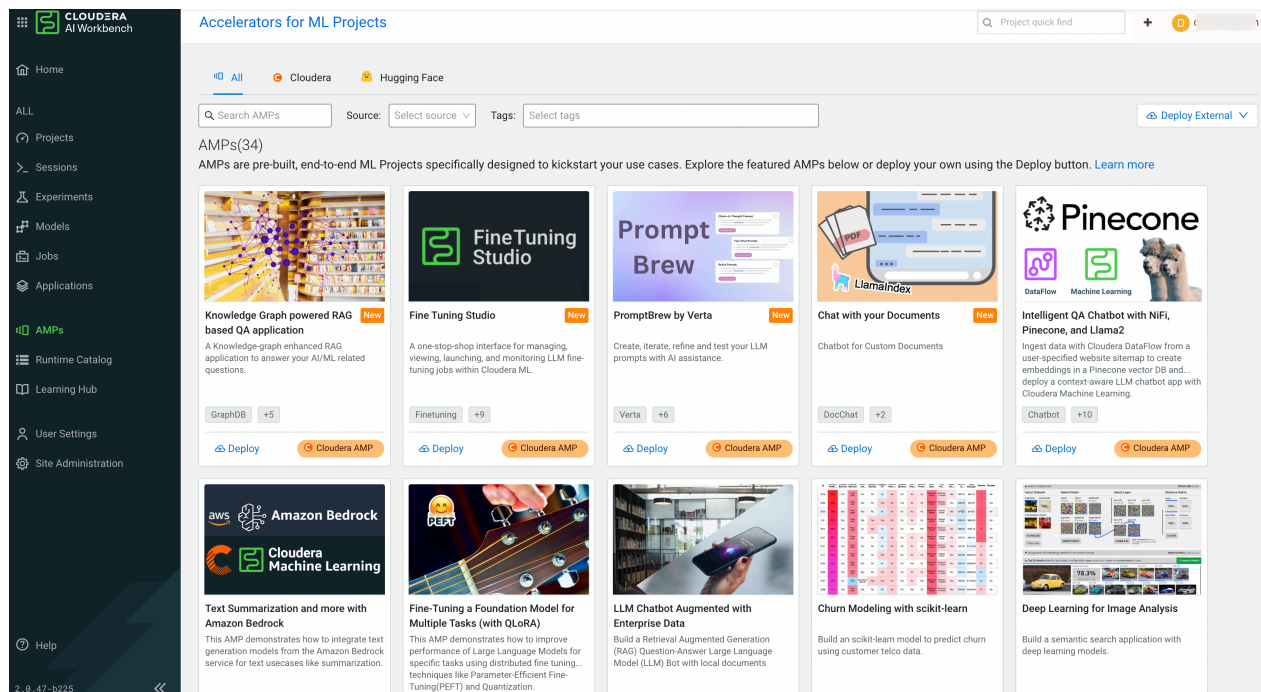 CLOUDERA
AI Workbench
Accelerators for ML Projects
Project quick find
D
Home
ALL
Projects
Sessions
Experiments
Models
Jobs
Applications
AMPs
Runtime Catalog
Learning Hub
User Settings
Site Administration
Help
2.0.47-b225
All
Cloudera
Hugging Face
Search AMPs
Source:
Select source
Tags:
Select tags
Deploy External
AMPs(34)
AMPs are pre-built, end-to-end ML Projects specifically designed to kickstart your use cases. Explore the featured AMPs below or deploy your own using the Deploy button. Learn more
Knowledge Graph powered RAG
based QA application
New
A Knowledge-graph enhanced RAG
application to answer your AI/ML related
questions.
GraphDB
+5
Deploy
Cloudera AMP
FineTuning
Studio
Fine Tuning Studio
New
A one-stop-shop interface for managing,
viewing, launching, and monitoring LLM fine-
tuning jobs within Cloudera ML.
Finetuning
+9
Deploy
Cloudera AMP
Prompt
Brew
PromptBrew by Verta
New
Create, iterate, refine and test your LLM
prompts with AI assistance.
Verta
+6
Deploy
Cloudera AMP
PDF
LlamaIndex
Chat with your Documents
New
Chatbot for Custom Documents
DocChat
+2
Deploy
Cloudera AMP
Pinecone
DataFlow
Machine Learning
Intelligent QA Chatbot with NiFi,
Pinecone, and Llama2
Ingest data with Cloudera DataFlow from a
user-specified website sitemap to create
embeddings in a Pinecone vector DB and...
deploy a context-aware LLM chatbot app with
Cloudera Machine Learning.
Chatbot
+10
Deploy
Cloudera AMP
aws
Amazon Bedrock
Cloudera
Machine Learning
Text Summarization and more with
Amazon Bedrock
This AMP demonstrates how to integrate text
generation models from the Amazon Bedrock
service for text usecases like summarization.
PEFT
Fine-Tuning a Foundation Model for
Multiple Tasks (with QLoRA)
This AMP demonstrates how to improve
performance of Large Language Models for
specific tasks using distributed fine tuning...
techniques like Parameter-Efficient Fine-
Tuning(PEFT) and Quantization.
LLM Chatbot Augmented with
Enterprise Data
Build a Retrieval Augmented Generation
(RAG) Question-Answer Large Language
Model (LLM) Bot with local documents
Churn Modeling with scikit-learn
Build an scikit-learn model to predict churn
using customer telco data.
78.3%
Deep Learning for Image Analysis
Build a semantic search application with
deep learning models.